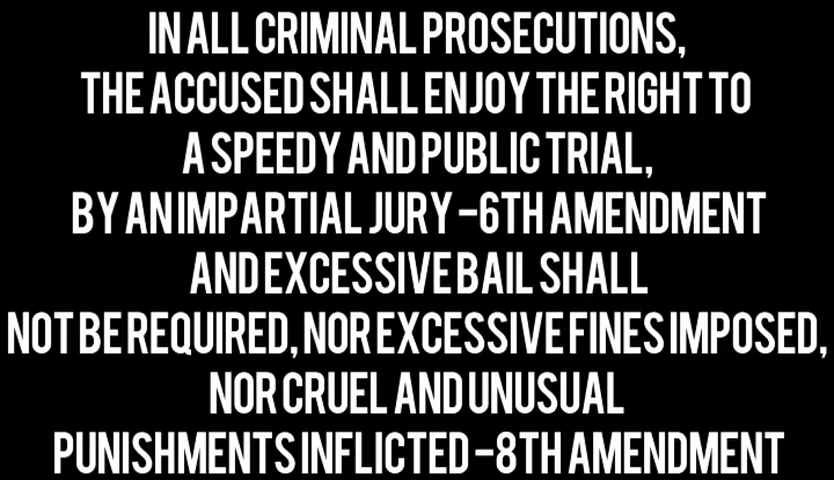 IN ALL CRIMINAL PROSECUTIONS,
THE ACCUSED SHALL ENJOY THE RIGHT TO
A SPEEDY AND PUBLIC TRIAL,
BY AN IMPARTIAL JURY -6TH AMENDMENT
AND EXCESSIVE BAIL SHALL
NOT BE REQUIRED, NOR EXCESSIVE FINES IMPOSED,
NOR CRUEL AND UNUSUAL
PUNISHMENTS INFLICTED -8TH AMENDMENT